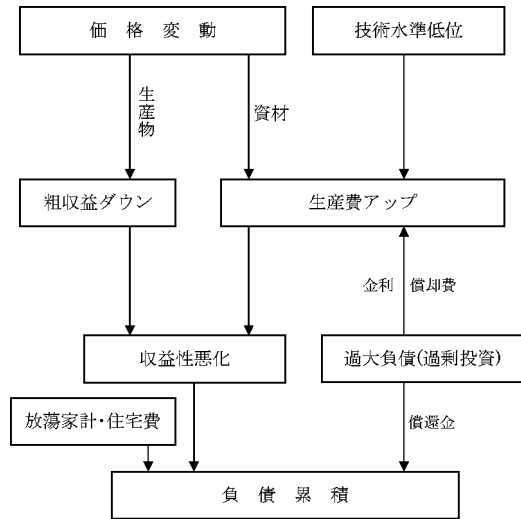 価格変動
技術水準低位
生産物
資材
粗収益ダウン
生産費アップ
金利
償却費
収益性悪化
過大負債(過剰投資)
放蕩家計・住宅費
償還金
負債累積